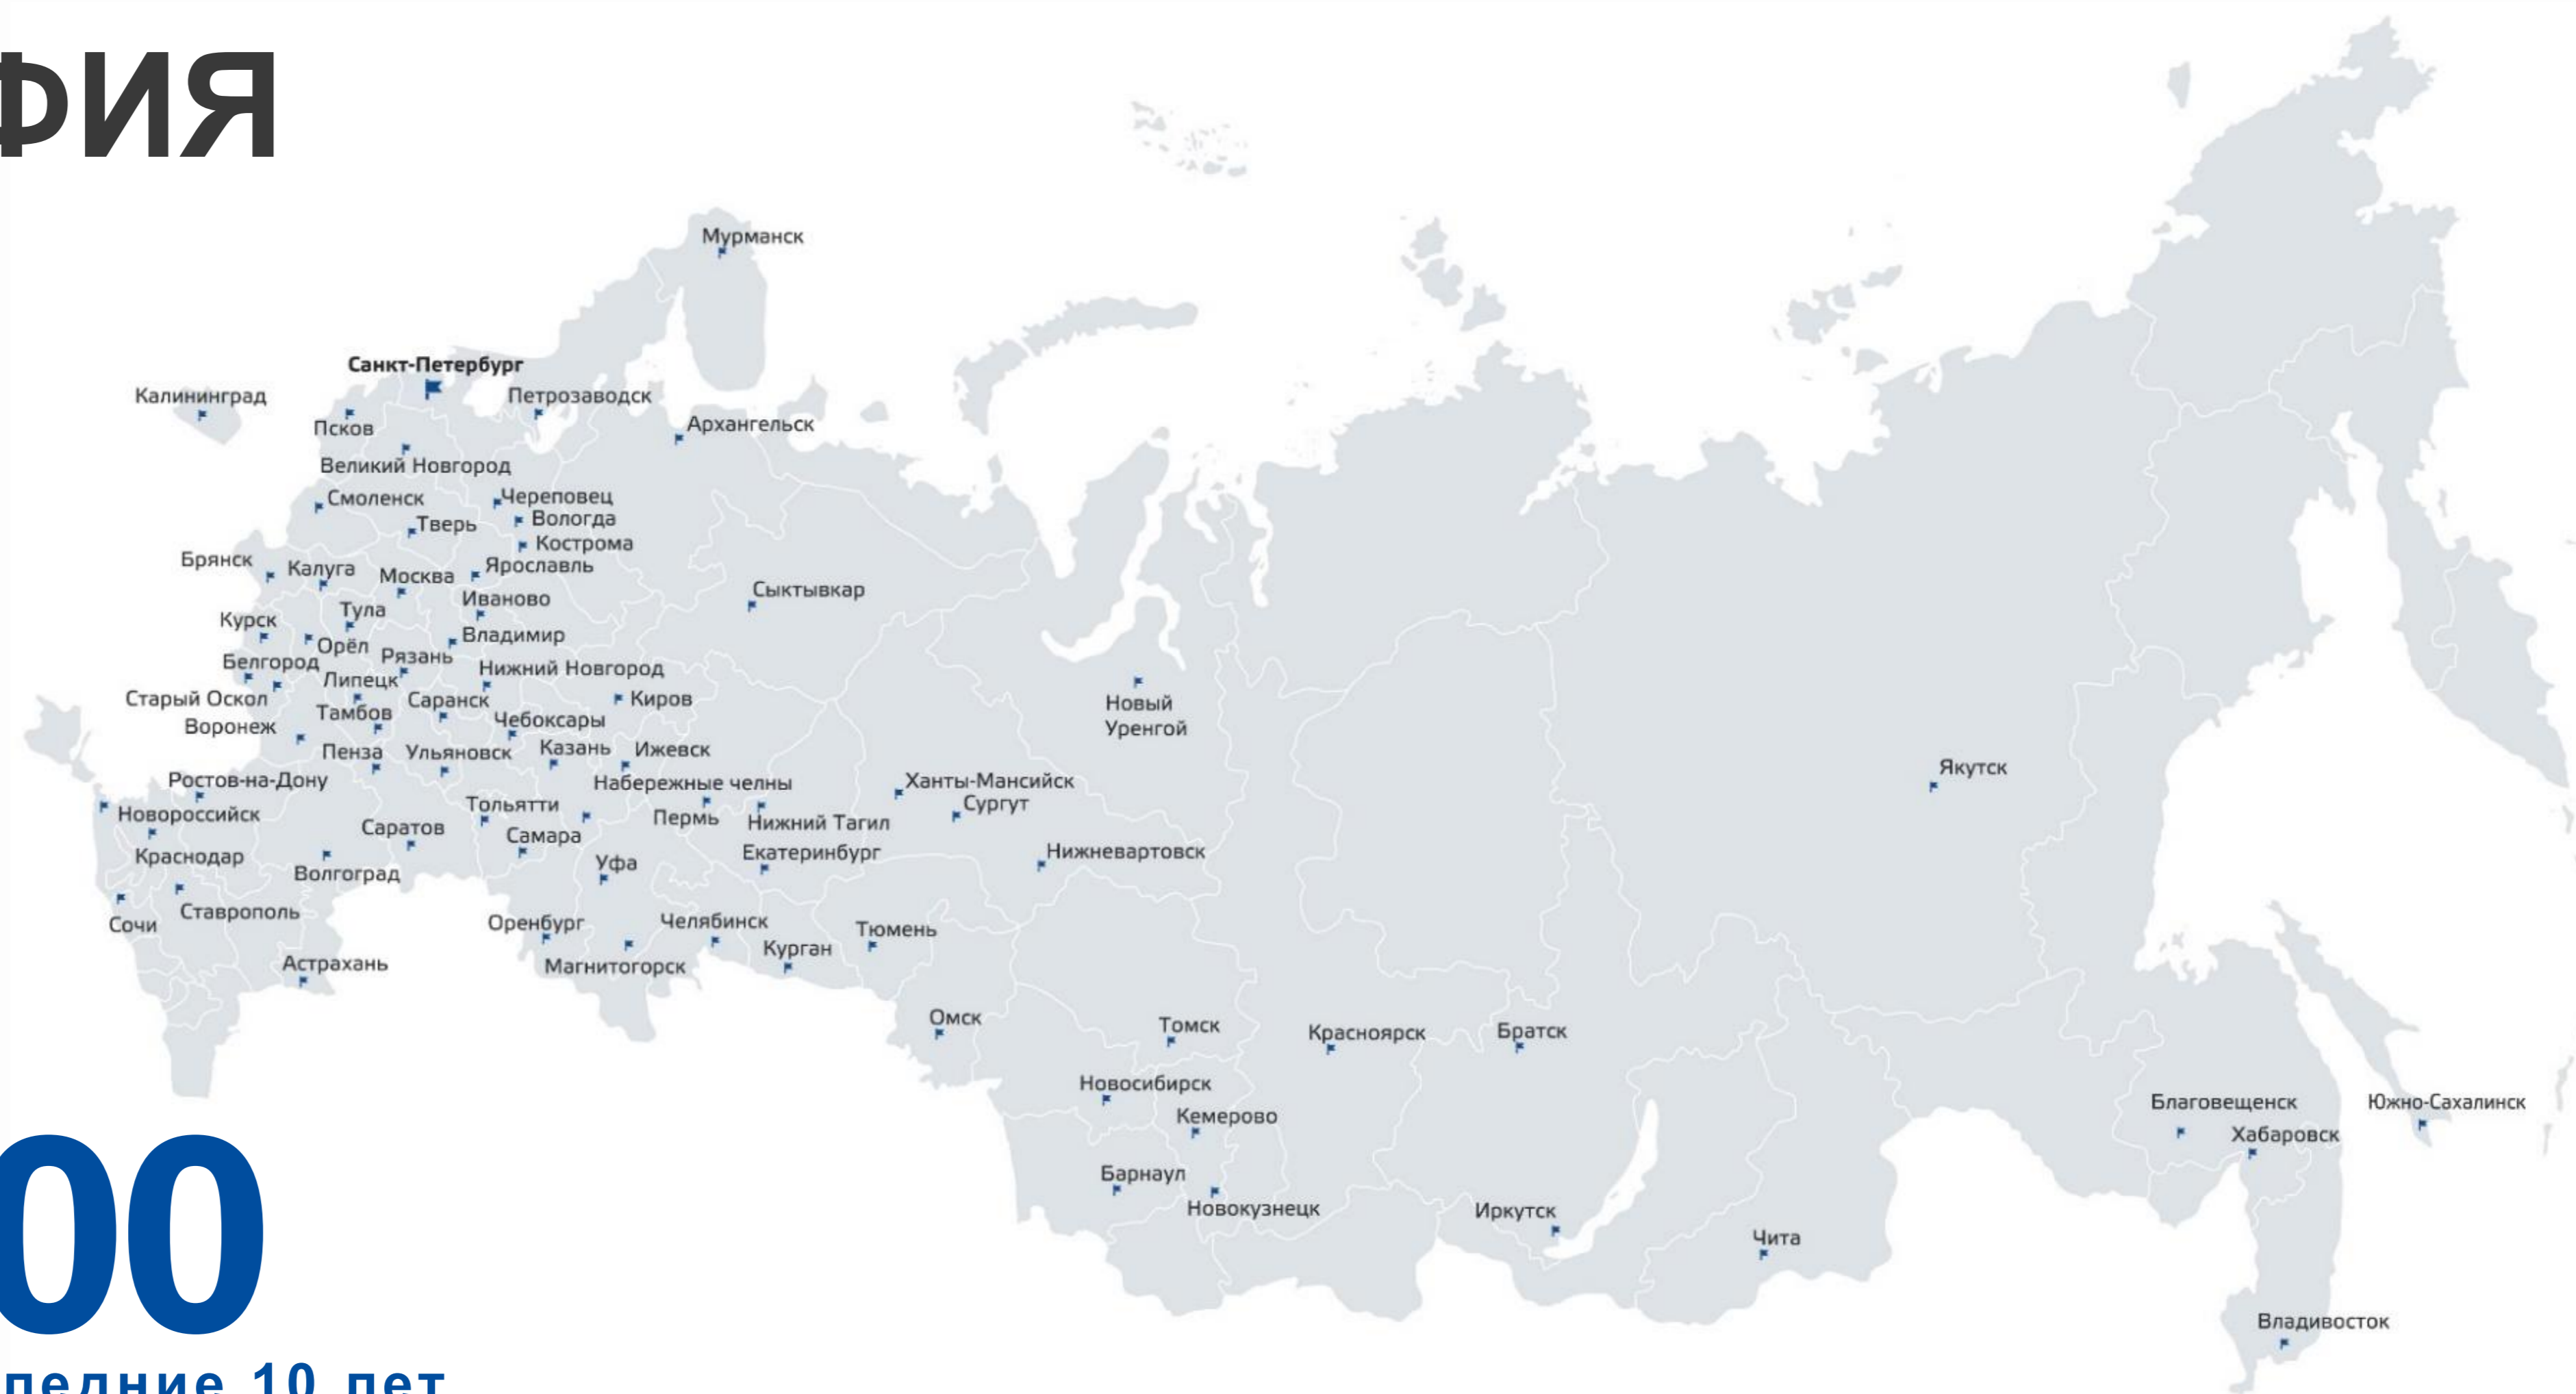 ФИЯ
Мурманск
Санкт-Петербург
Калининград
Петрозаводск
Архангельск
Псков
Великий Новгород
Смоленск
Череповец
Вологда
Тверь
Кострома
Брянск
Калуга
Москва
Ярославль
Сыктывкар
Иваново
Тула
Курск
Владимир
Орёл
Рязань
Белгород
Нижний Новгород
Липецк
Старый Оскол
Саранск
Киров
Новый
Уренгой
Тамбов
Чебоксары
Воронеж
Пенза
Ульяновск
Казань
Ижевск
Якутск
Ростов-на-Дону
Набережные челны
Ханты-Мансийск
Сургут
Тольятти
Новороссийск
Пермь
Нижний Тагил
Саратов
Самара
Краснодар
Екатеринбург
Нижневартовск
Уфа
Волгоград
Ставрополь
Сочи
Оренбург
Челябинск
Тюмень
Курган
Астрахань
Магнитогорск
Омск
Томск
Красноярск
Братск
Новосибирск
Кемерово
Благовещенск
Южно-Сахалинск
Хабаровск
Барнаул
Новокузнецк
Иркутск
Чита
Владивосток
00
ледние 10 лет